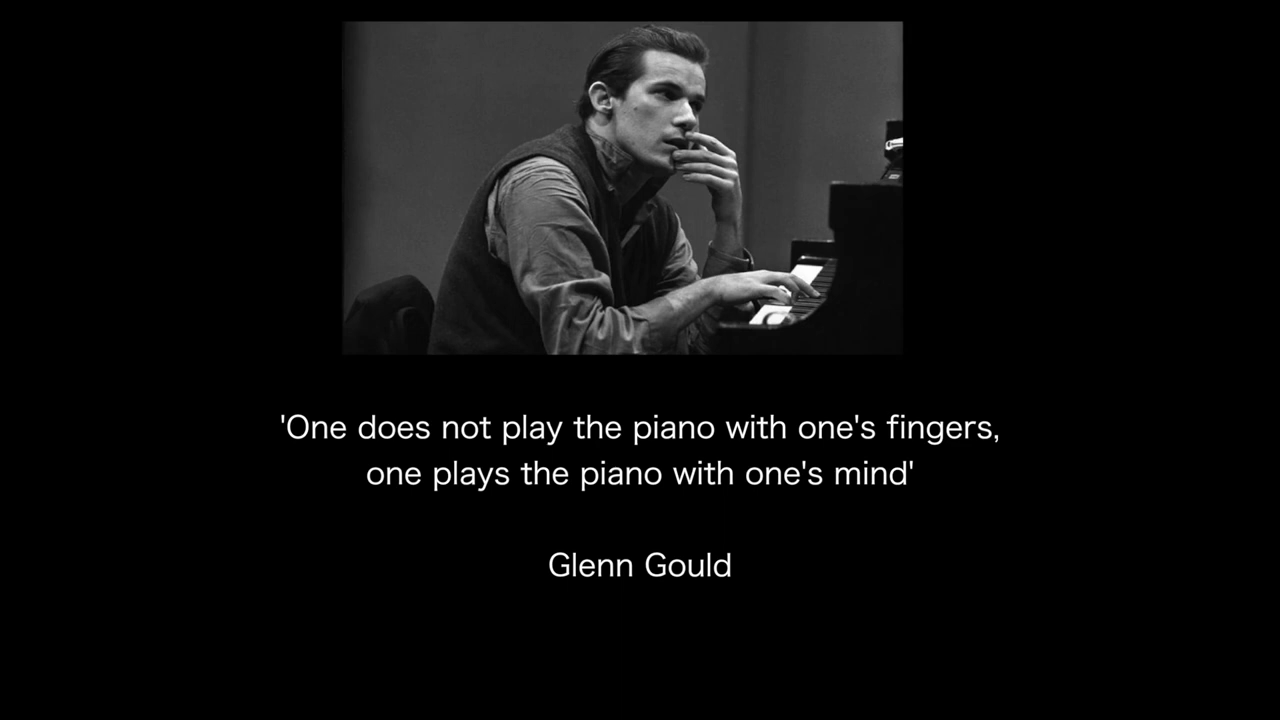 'One does not play the piano with one's fingers,
one plays the piano with one's mind'
Glenn Gould